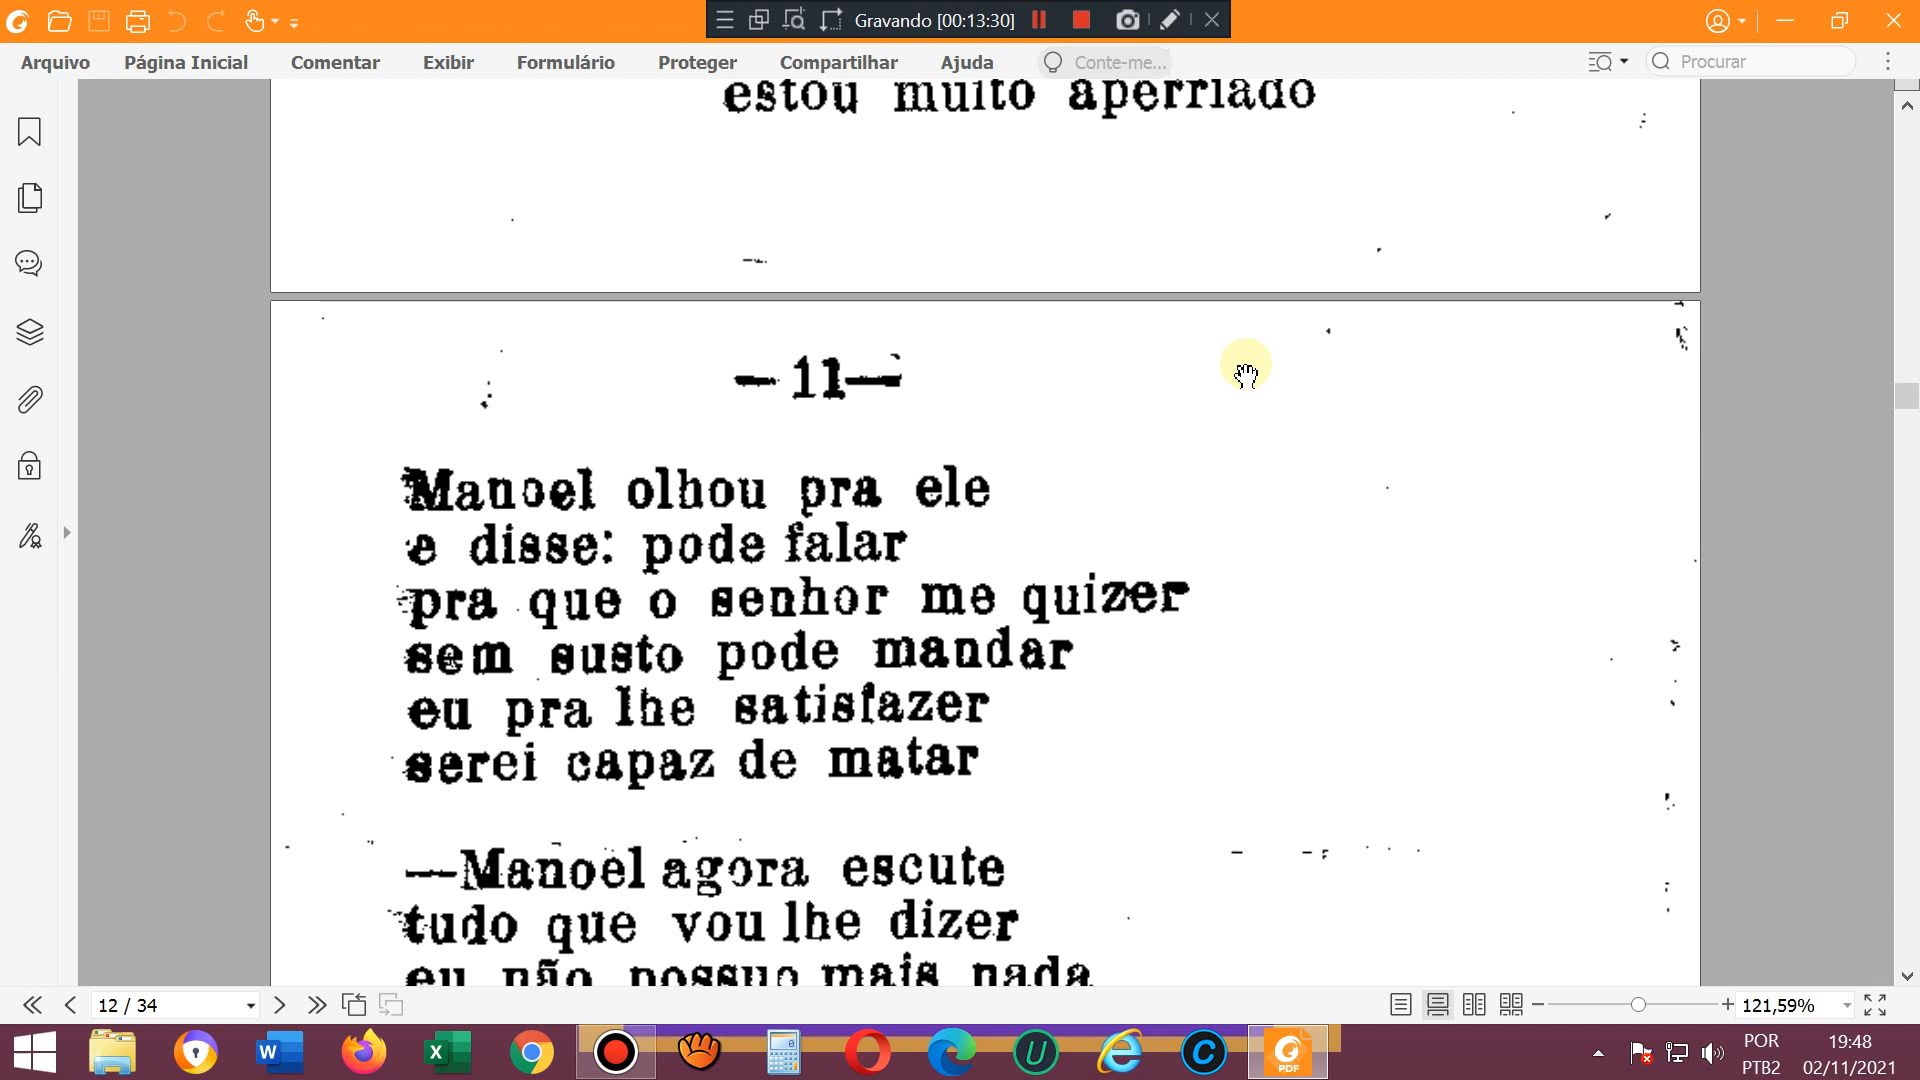 Gravando [00:13:30]
Arquivo Página Inicial Comentar Exibir Formulário Proteger Compartilhar Ajuda Conte-me... Procurar
estou muito aperriado
—11—
Manoel olhou pra ele
e disse: pode falar
pra que o senhor me quizer
sem susto pode mandar
eu pra lhe satisfazer
serei capaz de matar
—Manoel agora escute
tudo que vou lhe dizer
eu não possuo mais nada
12 / 34 121,59%
POR 19:48
PTB2 02/11/2021